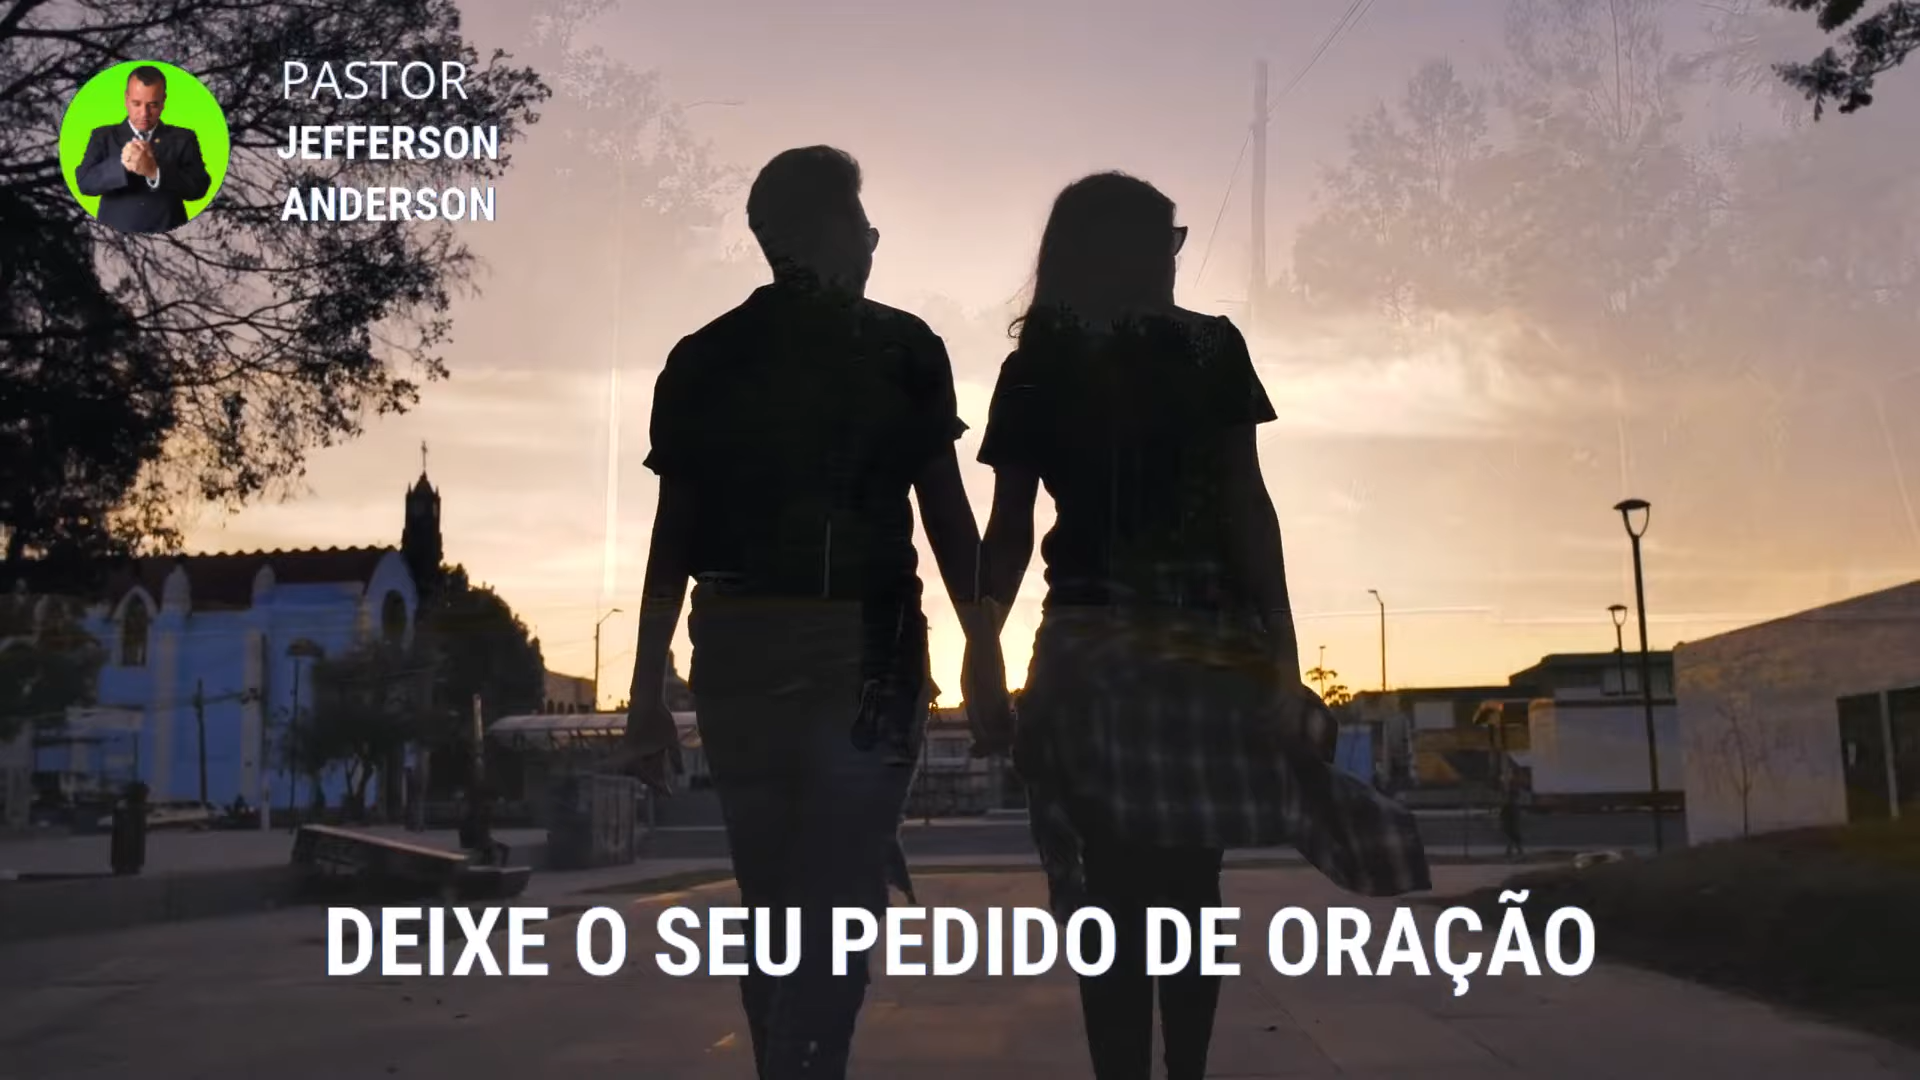 PASTOR
JEFFERSON
ANDERSON
DEIXE O SEU PEDIDO DE ORAÇÃO